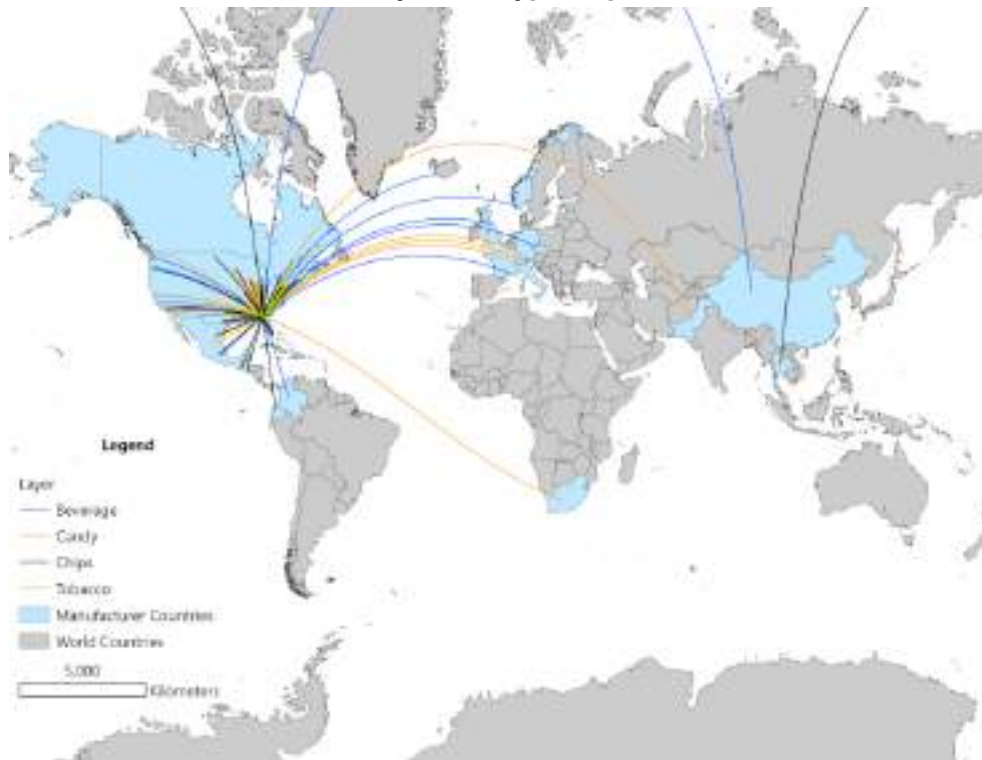 Legend
Layer
Beverage
Candy
Chips
Tobacco
Manufacturer Countries
World Countries
5,000
Kilometers